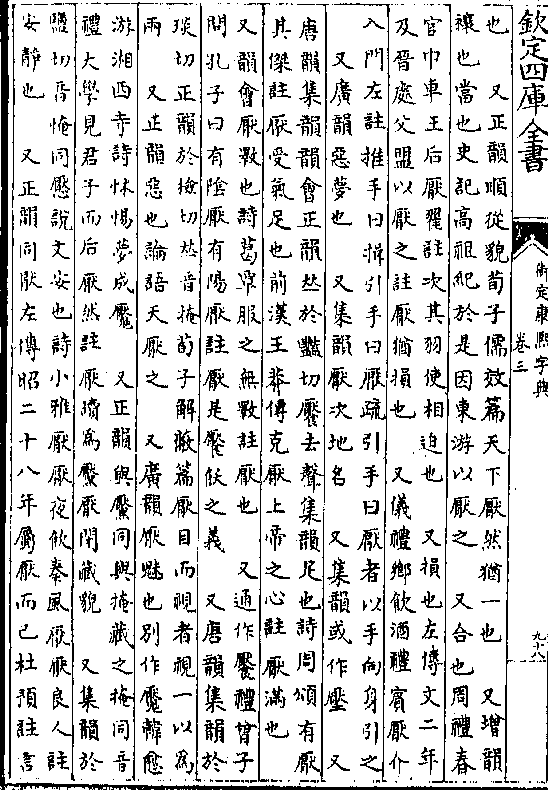 欽定四庫全書
御定康熙字典
卷三
九十八
也　又正韻順從貌荀子儒效篇天下厭然猶一也　又增韻
禳也當也史記高祖紀於是因東游以厭之　又合也周禮春
官巾車王后厭翟註次其羽使相迫也　又損也左傳文二年
及晉處父盟以厭之註厭猶損也　又儀禮鄉飲酒禮賓厭介
入門左註推手曰揖引手曰厭疏引手曰厭者以手向身引之
又廣韻惡夢也　又集韻厭次地名　又集韻或作壓　又
唐韻集韻韻會正韻𠀤於豔切饜去聲集韻足也詩周頌有厭
其傑註厭受氣足也前漢王莽傳克厭上帝之心註厭滿也
又韻會厭斁也詩葛覃服之無斁註厭也　又通作饜禮曾子
問孔子曰有陰厭有陽厭註厭是饜飫之義　又唐韻集韻於
琰切正韻於檢切𠀤音掩荀子解蔽篇厭目而視者視一以爲
兩　又正韻惡也論語天厭之　又廣韻厭魅也別作魘韓愈
游湘西寺詩怵惕夢成魘　又正韻與黶同與掩藏之掩同音
禮大學見君子而后厭然註厭讀爲黶厭閉藏貌　又集韻於
鹽切音懕同懕說文安也詩小雅厭厭夜飲秦風厭厭良人註
安靜也　又正韻同猒左傳昭二十八年屬厭而已杜預註言